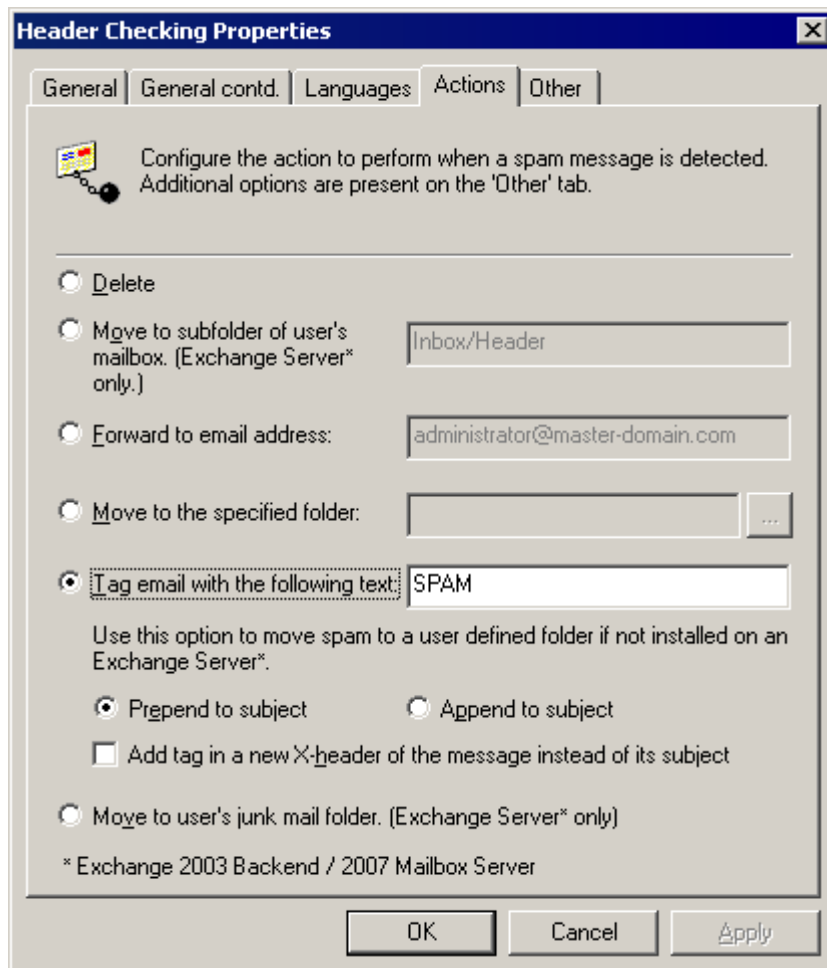 Header Checking Properties
General General contd. Languages Actions Other
Configure the action to perform when a spam message is detected.
Additional options are present on the 'Other' tab.
Delete
Move to subfolder of user's
mailbox. (Exchange Server*
only.)
Inbox/Header
Forward to email address:
administrator@master-domain.com
Move to the specified folder:
...
Tag email with the following text:
SPAM
Use this option to move spam to a user defined folder if not installed on an
Exchange Server*.
Prepend to subject Append to subject
Add tag in a new X-header of the message instead of its subject
Move to user's junk mail folder. (Exchange Server* only)
* Exchange 2003 Backend / 2007 Mailbox Server
OK Cancel Apply